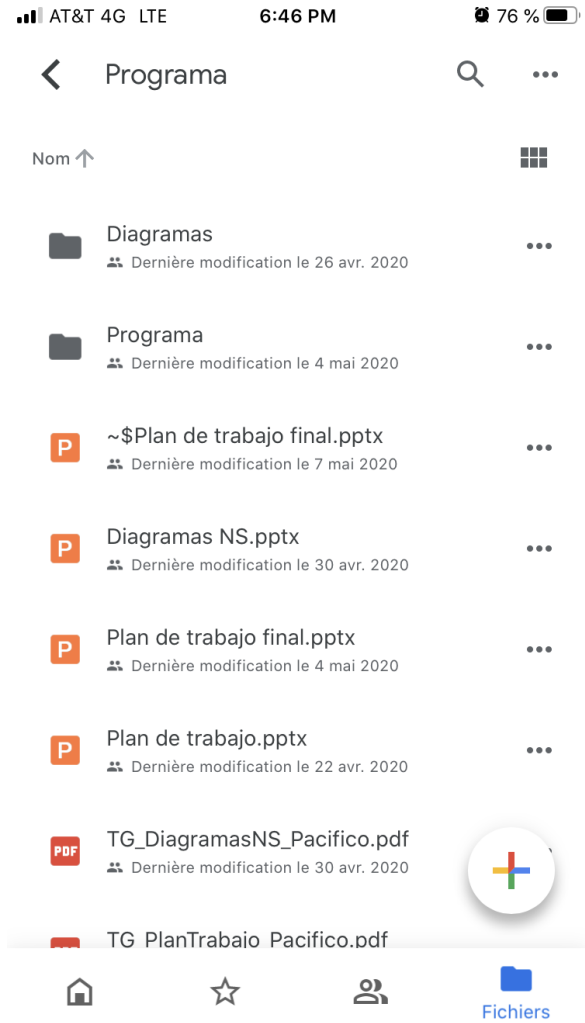 AT&T 4G LTE 6:46 PM 76 %
Programa
Nom
Diagramas
Dernière modification le 26 avr. 2020
Programa
Dernière modification le 4 mai 2020
P
~$Plan de trabajo final.pptx
Dernière modification le 7 mai 2020
P
Diagramas NS.pptx
Dernière modification le 30 avr. 2020
P
Plan de trabajo final.pptx
Dernière modification le 4 mai 2020
P
Plan de trabajo.pptx
Dernière modification le 22 avr. 2020
PDF
TG_DiagramasNS_Pacifico.pdf
Dernière modification le 30 avr. 2020
TG_PlanTrabajo_Pacifico.pdf
Fichiers